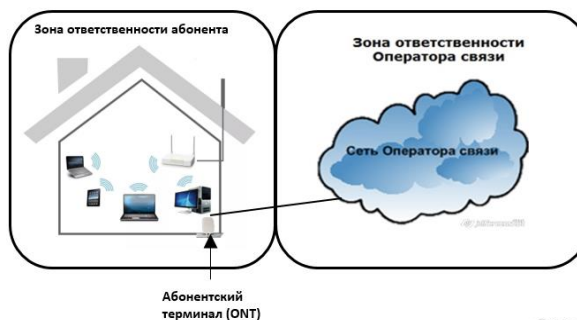 Зона ответственности абонента
Зона ответственности
Оператора связи
Сеть Оператора связи
Абонентский
терминал (ONT)